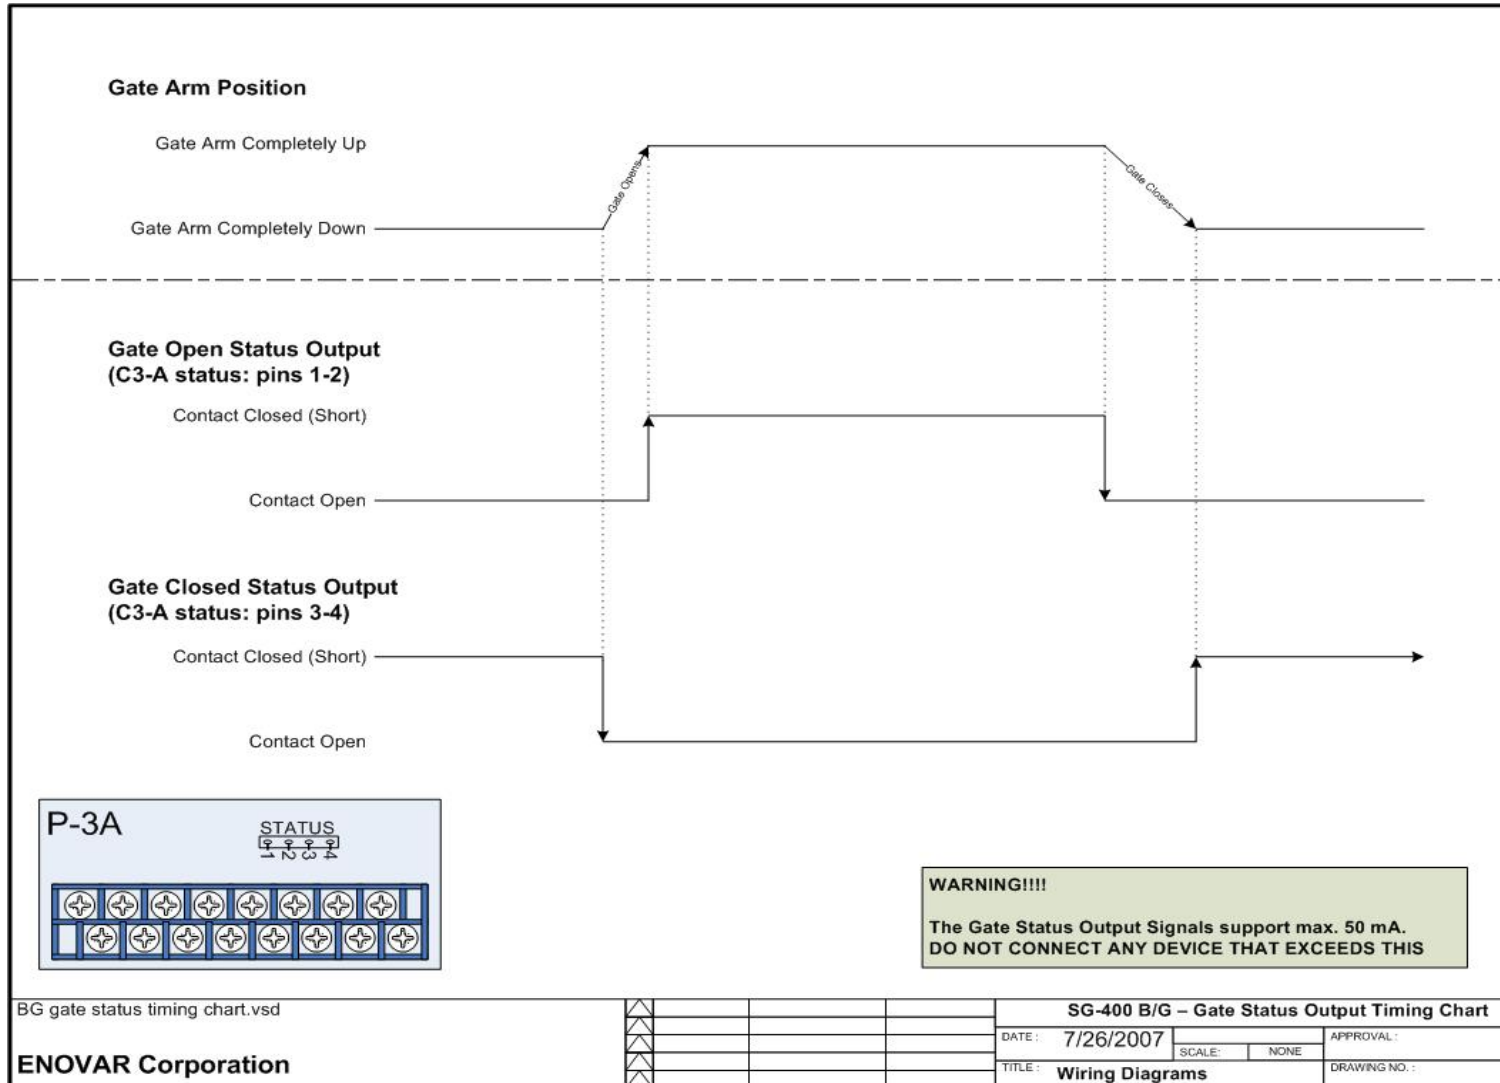 Gate Arm Position
Gate Arm Completely Up
Gate Opens
Gate Closes
Gate Arm Completely Down
Gate Open Status Output
(C3-A status: pins 1-2)
Contact Closed (Short)
Contact Open
Gate Closed Status Output
(C3-A status: pins 3-4)
Contact Closed (Short)
Contact Open
P-3A
STATUS
1 2 3 4
WARNING!!!!
The Gate Status Output Signals support max. 50 mA.
DO NOT CONNECT ANY DEVICE THAT EXCEEDS THIS
BG gate status timing chart.vsd
ENOVAR Corporation
SG-400 B/G – Gate Status Output Timing Chart
DATE : 7/26/2007
SCALE: NONE
APPROVAL :
TITLE : Wiring Diagrams
DRAWING NO. :